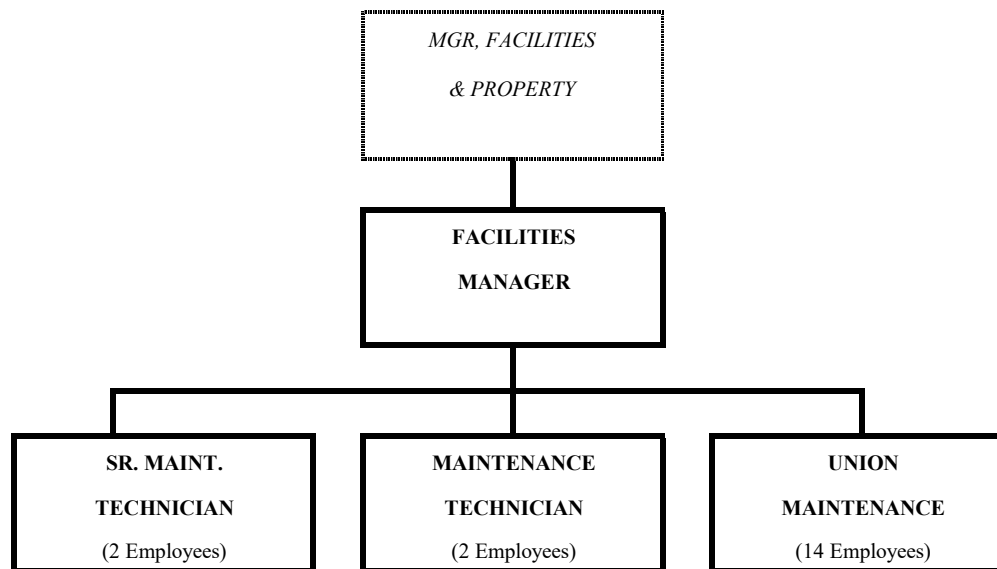 MGR, FACILITIES
& PROPERTY
FACILITIES
MANAGER
SR. MAINT.
TECHNICIAN
(2 Employees)
MAINTENANCE
TECHNICIAN
(2 Employees)
UNION
MAINTENANCE
(14 Employees)